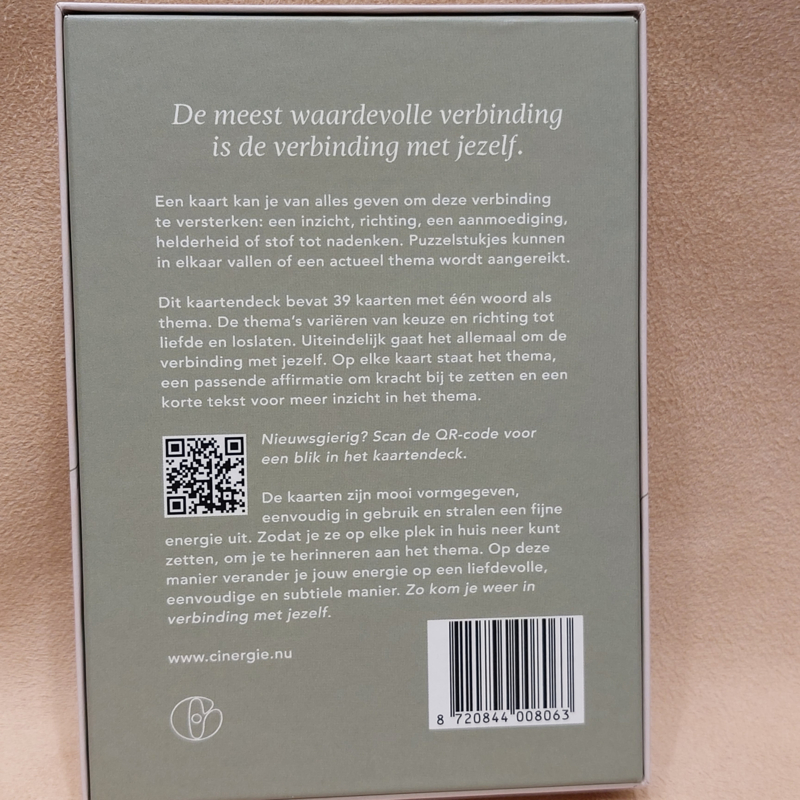 De meest waardevolle verbinding
is de verbinding met jezelf.
Een kaart kan je van alles geven om deze verbinding
te versterken: een inzicht, richting, een aanmoediging,
helderheid of stof tot nadenken. Puzzelstukjes kunnen
in elkaar vallen of een actueel thema wordt aangereikt.
Dit kaartendeck bevat 39 kaarten met één woord als
thema. De thema's variëren van keuze en richting tot
liefde en loslaten. Uiteindelijk gaat het allemaal om de
verbinding met jezelf. Op elke kaart staat het thema,
een passende affirmatie om kracht bij te zetten en een
korte tekst voor meer inzicht in het thema.
Nieuwsgierig? Scan de QR-code voor
een blik in het kaartendeck.
De kaarten zijn mooi vormgegeven,
eenvoudig in gebruik en stralen een fijne
energie uit. Zodat je ze op elke plek in huis neer kunt
zetten, om je te herinneren aan het thema. Op deze
manier verander je jouw energie op een liefdevolle,
eenvoudige en subtiele manier. Zo kom je weer in
verbinding met jezelf.
www.cinergie.nu
8 720844 008063